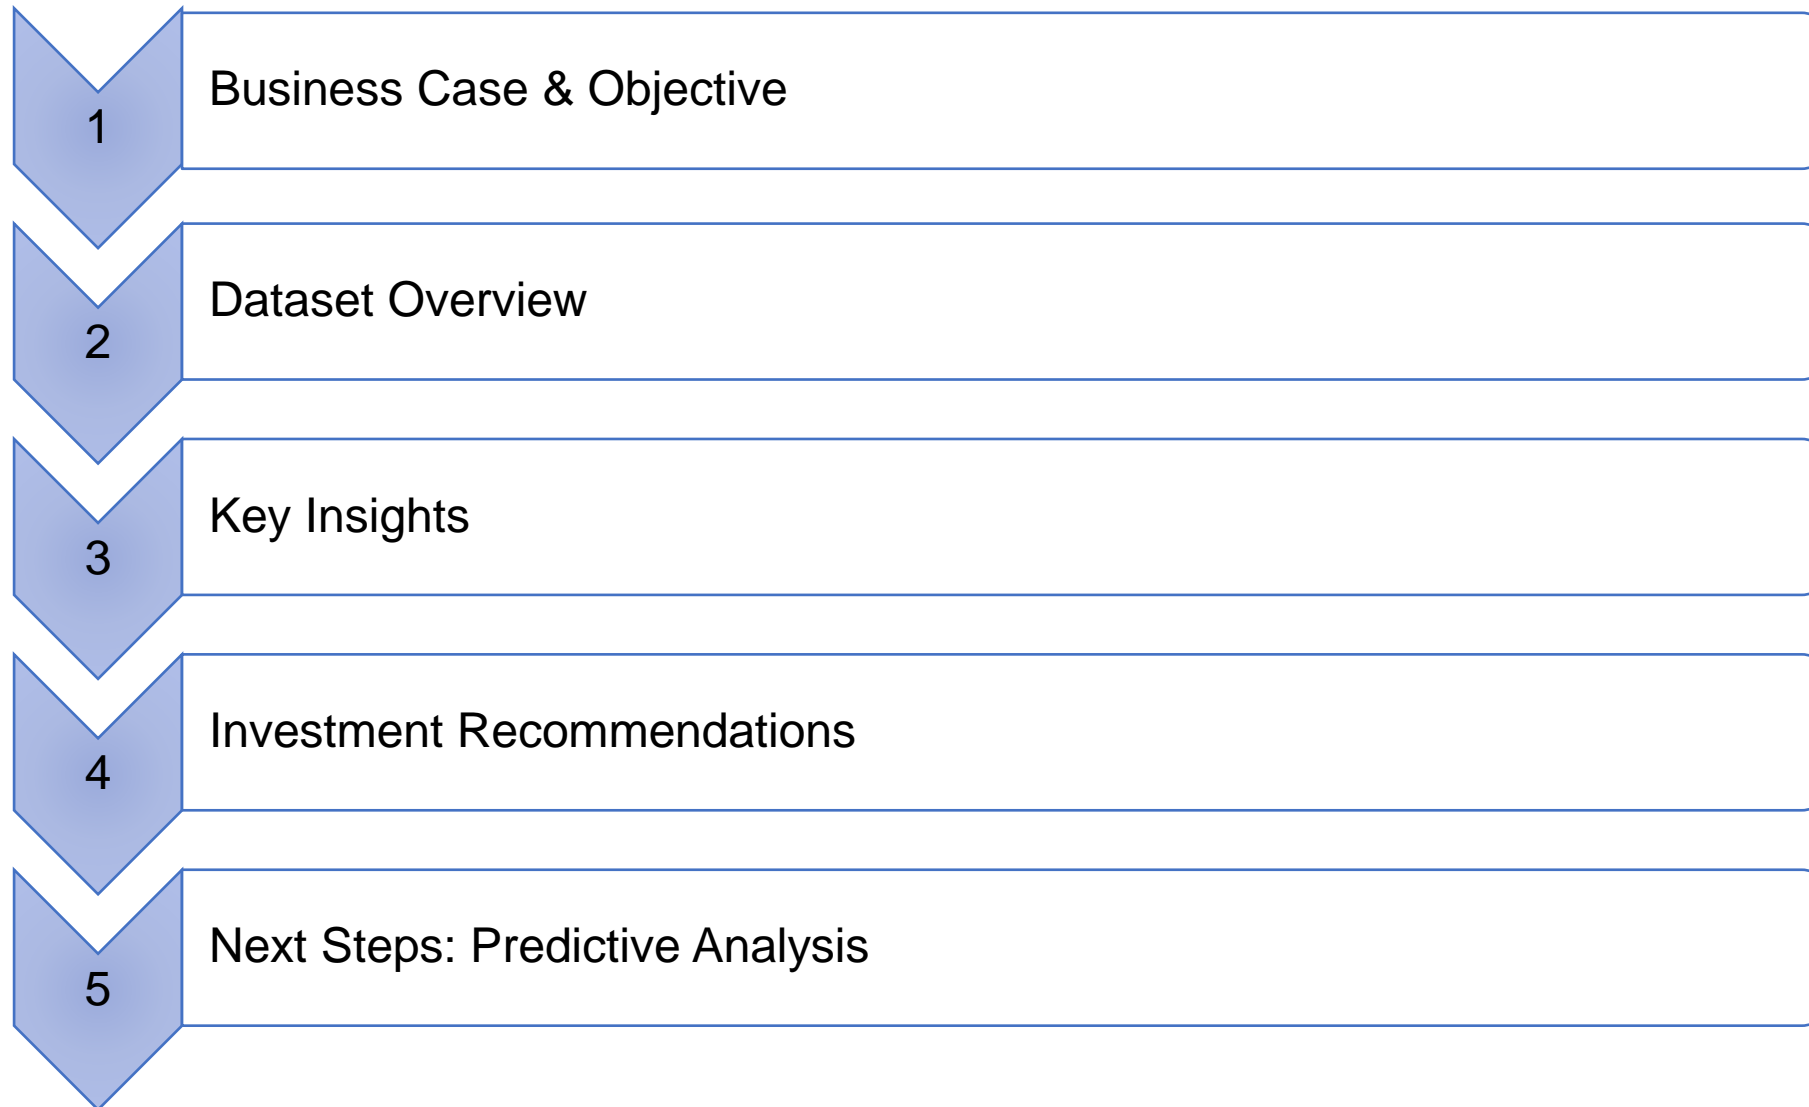 1
Business Case & Objective
2
Dataset Overview
3
Key Insights
4
Investment Recommendations
5
Next Steps: Predictive Analysis